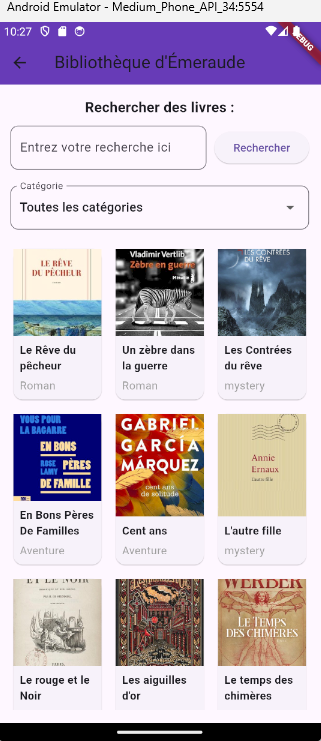 Android Emulator - Medium_Phone_API_34:5554
10:27
DEBUG
Bibliothèque d'Émeraude
Rechercher des livres :
Entrez votre recherche ici
Rechercher
Catégorie
Toutes les catégories
LE RÊVE
DU PÊCHEUR
Vladimir Vertlib
Zèbre en guerre
LES CONTRÉES
DU RÊVE
Le Rêve du
pêcheur
Roman
Un zèbre dans
la guerre
Roman
Les Contrées
du rêve
mystery
VOUS POUR
LA BAGARRE
EN BONS
ROSE
LAMY
PÈRES
DE FAMILLE
GABRIEL
GARCÍA
MÁRQUEZ
cent ans
de solitude
Annie
Ernaux
L'autre fille
En Bons Pères
De Familles
Aventure
Cent ans
Aventure
L'autre fille
mystery
ET LE NOIR
WERBER
LE TEMPS
DES CHIMÈRES
Le rouge et le
Noir
Les aiguilles
d'or
Le temps des
chimères